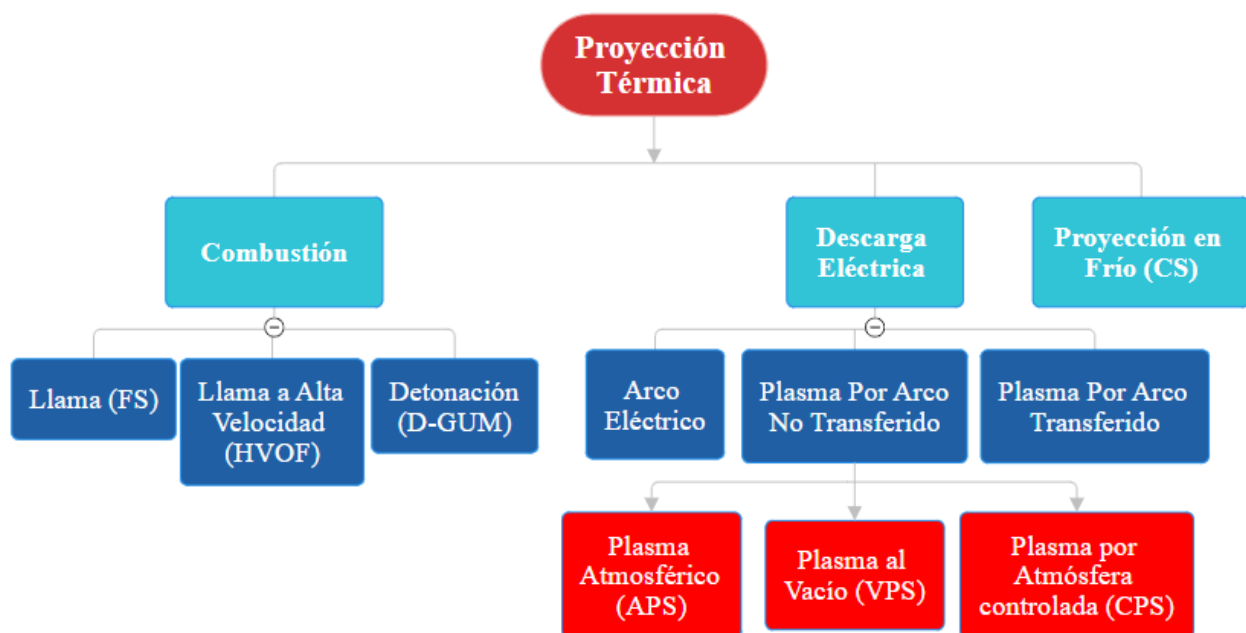 Proyección
Térmica
Combustión
Descarga
Eléctrica
Proyección en
Frío (CS)
Llama (FS)
Llama a Alta
Velocidad
(HVOF)
Detonación
(D-GUM)
Arco
Eléctrico
Plasma Por Arco
No Transferido
Plasma Por Arco
Transferido
Plasma
Atmosférico
(APS)
Plasma al
Vacío (VPS)
Plasma por
Atmósfera
controlada (CPS)